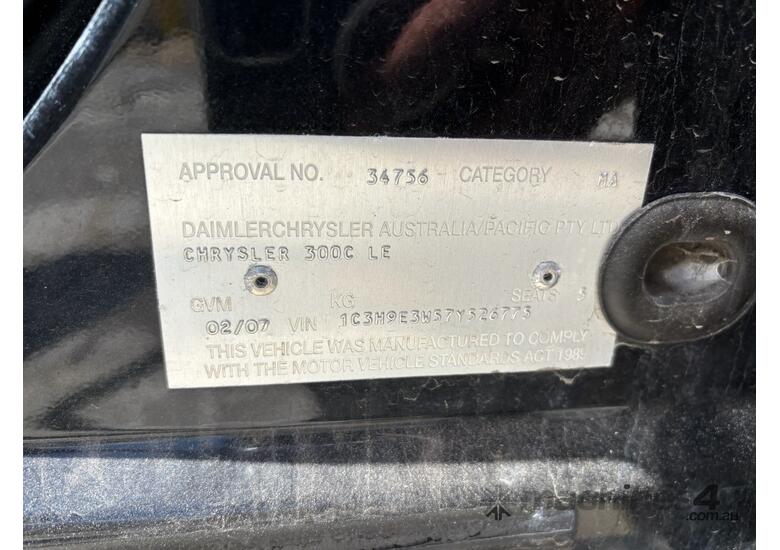 APPROVAL NO. 34756 CATEGORY MA
DAIMLERCHRYSLER AUSTRALIA/PACIFIC PTY. LTD
CHRYSLER 300C LE
GVM KG SEATS 5
02/07 VIN 1C3H9E3W57Y526775
THIS VEHICLE WAS MANUFACTURED TO COMPLY
WITH THE MOTOR VEHICLE STANDARDS ACT 1989
machines4u
.com.au